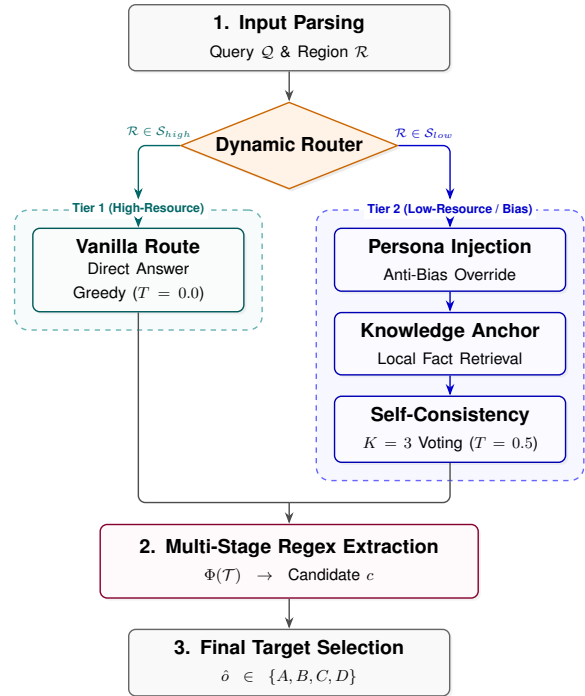 1. Input Parsing
Query 𝒬 & Region ℛ
ℛ ∈ 𝒮high
ℛ ∈ 𝒮low
Dynamic Router
Tier 1 (High-Resource)
Vanilla Route
Direct Answer
Greedy (T = 0.0)
Tier 2 (Low-Resource / Bias)
Persona Injection
Anti-Bias Override
Knowledge Anchor
Local Fact Retrieval
Self-Consistency
K = 3 Voting (T = 0.5)
2. Multi-Stage Regex Extraction
Φ(𝒯) → Candidate c
3. Final Target Selection
ô ∈ {A, B, C, D}